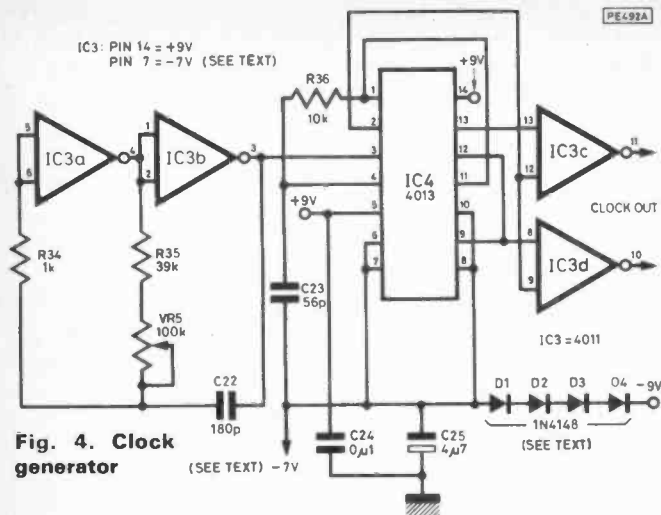 PE492A
IC3: PIN 14 = +9V
PIN 7 = -7V (SEE TEXT)
R36
10k
+9V
1
14
2
13
3
12
4
11
5
10
6
9
7
8
IC4
4013
5
6
IC3a
4
1
2
IC3b
3
13
12
IC3c
11
CLOCK OUT
8
9
IC3d
10
IC3 = 4011
+9V
R34
1k
R35
39k
VR5
100k
C23
56p
C22
180p
D1 D2 D3 D4 -9V
1N4148
(SEE TEXT)
C24
0µ1
C25
4µ7
(SEE TEXT) -7V
Fig. 4. Clock
generator